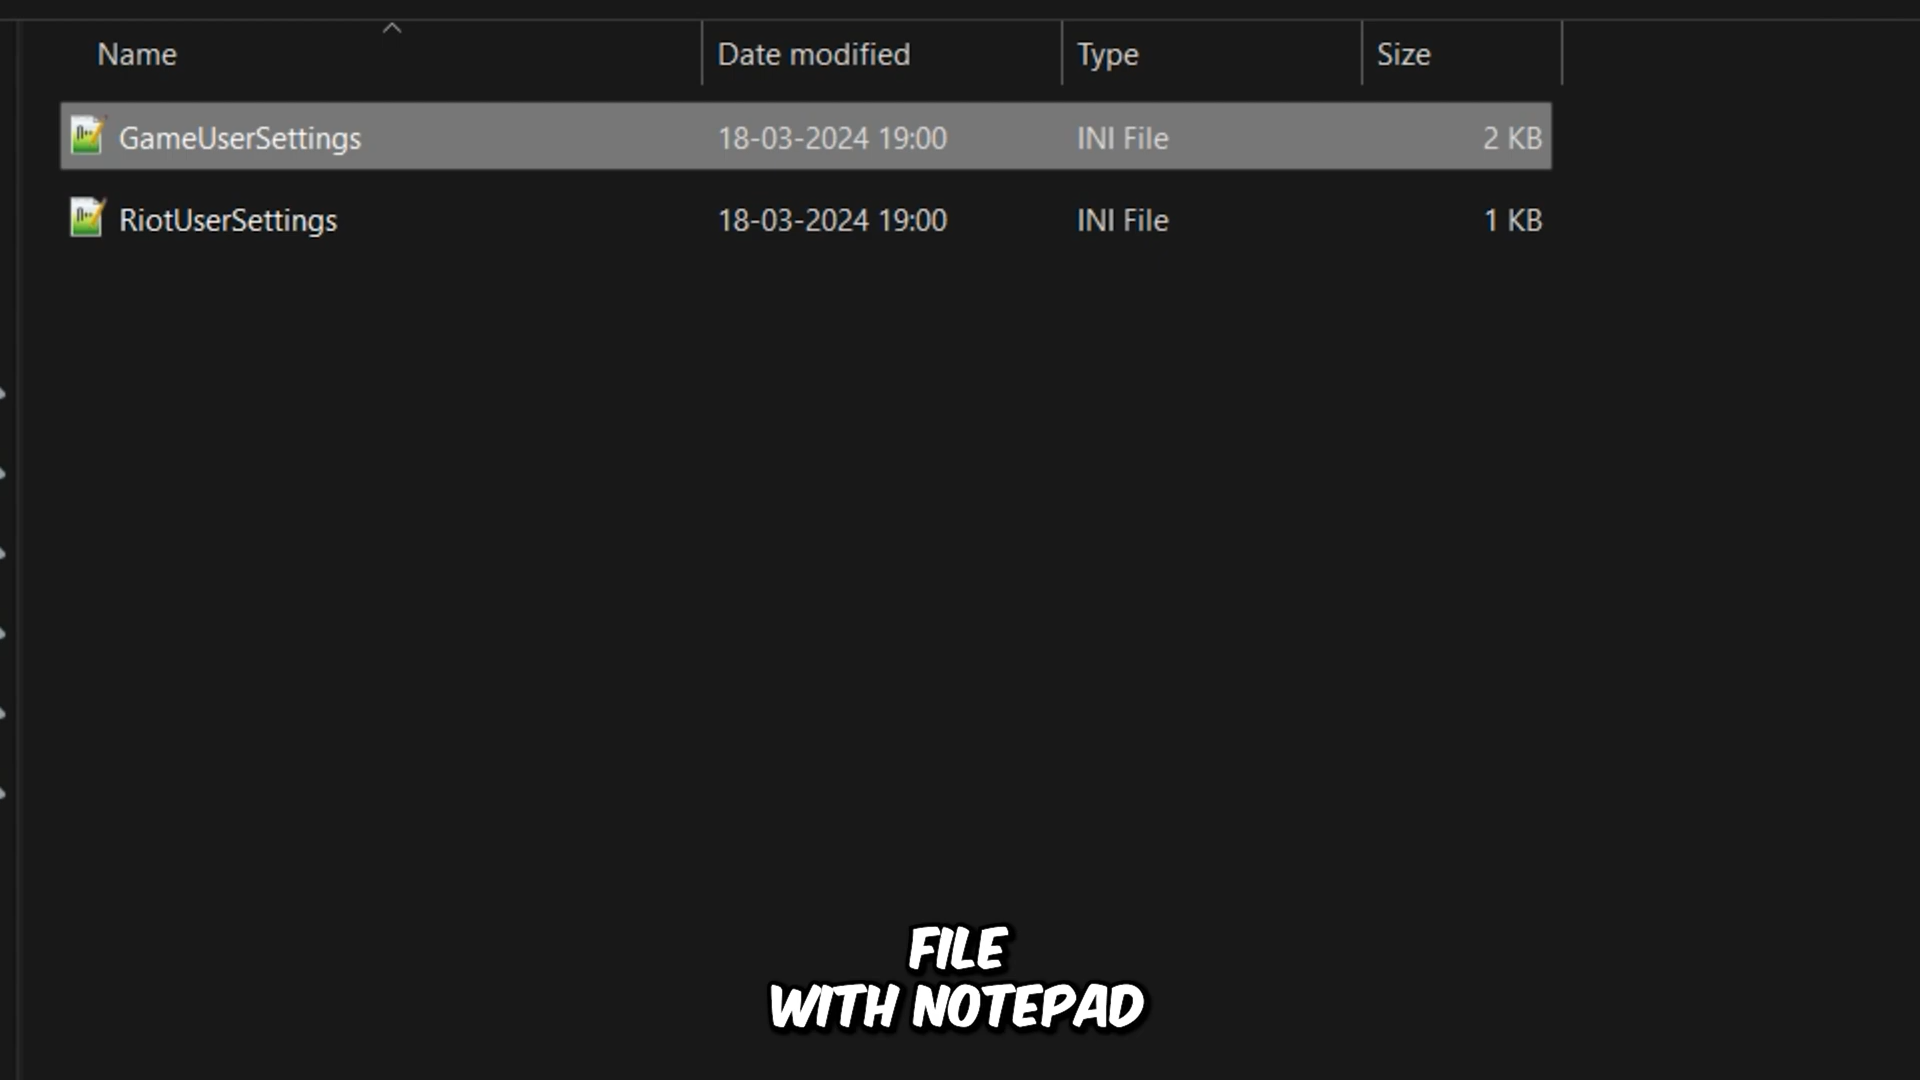 Name Date modified Type Size
GameUserSettings 18-03-2024 19:00 INI File 2 KB
RiotUserSettings 18-03-2024 19:00 INI File 1 KB
FILE
WITH NOTEPAD